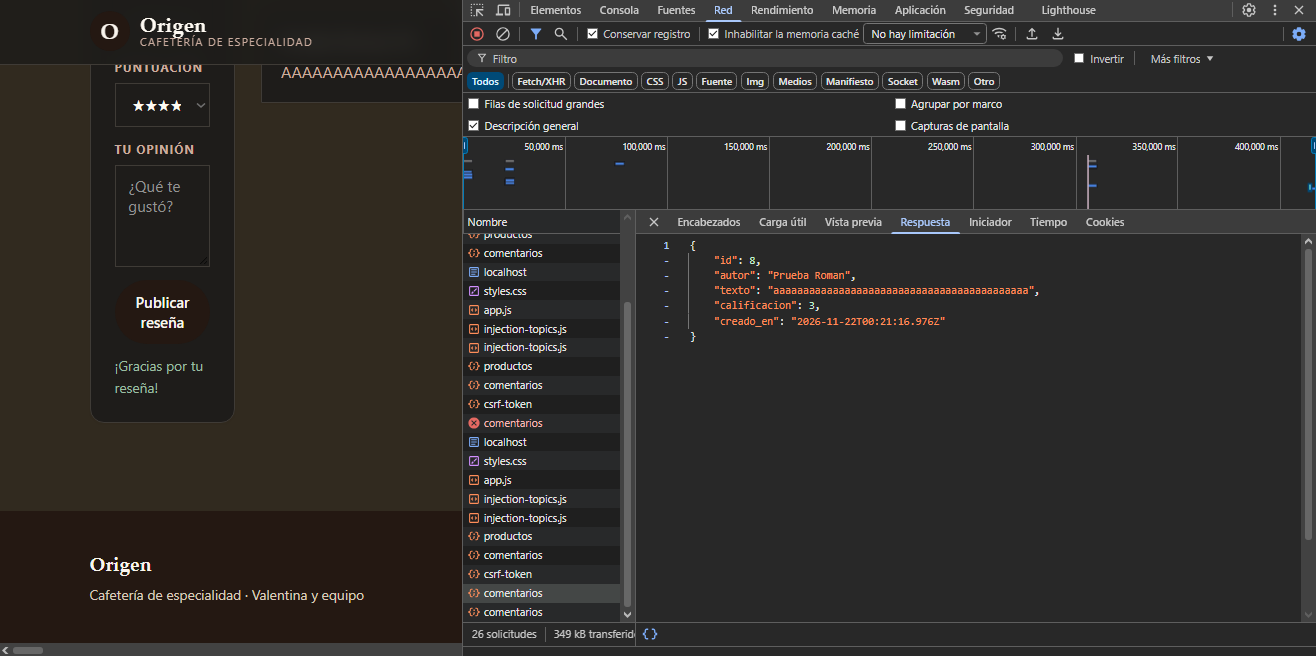 O
Origen
CAFETERÍA DE ESPECIALIDAD
PUNTUACIÓN
★★★★
TU OPINIÓN
¿Qué te
gustó?
Publicar
reseña
¡Gracias por tu
reseña!
Origen
Cafetería de especialidad · Valentina y equipo
Elementos Consola Fuentes Red Rendimiento Memoria Aplicación Seguridad Lighthouse
Conservar registro Inhabilitar la memoria caché No hay limitación
Filtro Invertir Más filtros
Todos Fetch/XHR Documento CSS JS Fuente Img Medios Manifiesto Socket Wasm Otro
Filas de solicitud grandes Agrupar por marco
Descripción general Capturas de pantalla
50,000 ms 100,000 ms 150,000 ms 200,000 ms 250,000 ms 300,000 ms 350,000 ms 400,000 ms
Nombre
productos
comentarios
localhost
styles.css
app.js
injection-topics.js
injection-topics.js
productos
comentarios
csrf-token
comentarios
localhost
styles.css
app.js
injection-topics.js
injection-topics.js
productos
comentarios
csrf-token
comentarios
comentarios
26 solicitudes 349 kB transferid
Encabezados Carga útil Vista previa Respuesta Iniciador Tiempo Cookies
1 {
- "id": 8,
- "autor": "Prueba Roman",
- "texto": "aaaaaaaaaaaaaaaaaaaaaaaaaaaaaaaaaaaaaaaaaaa",
- "calificacion": 3,
- "creado_en": "2026-11-22T00:21:16.976Z"
- }
{}